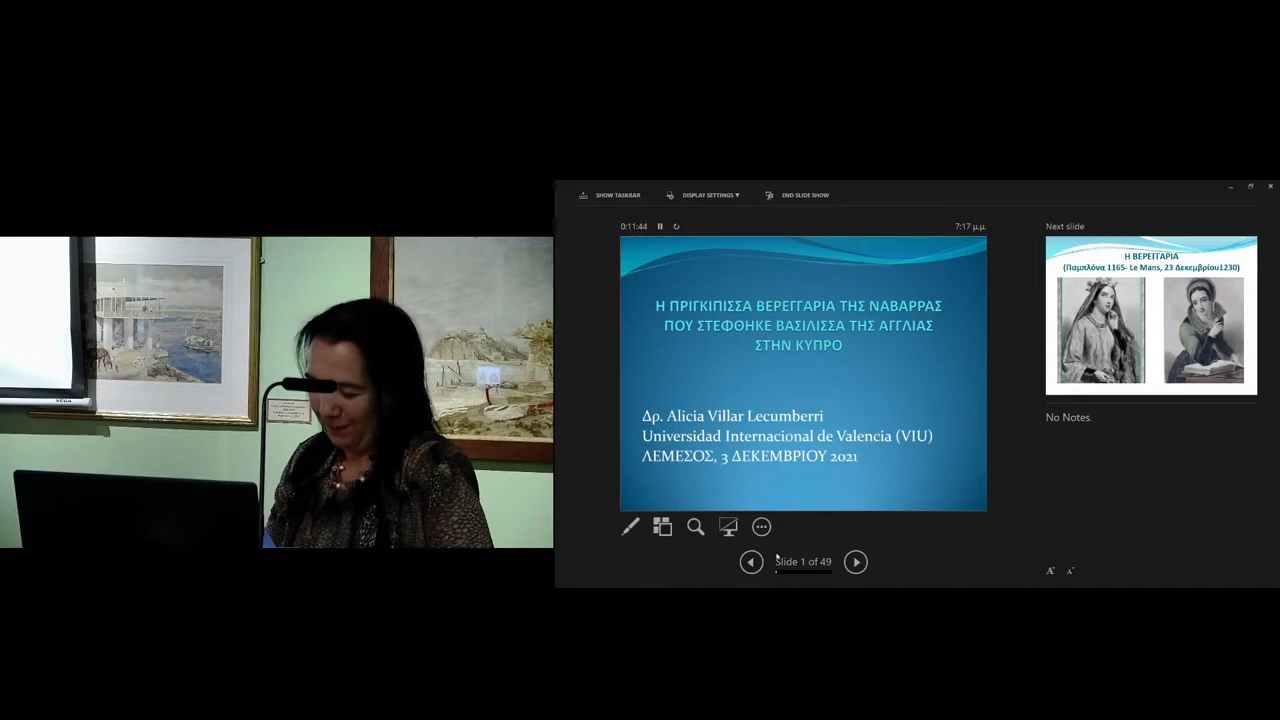 VEGA
SHOW TASKBAR
DISPLAY SETTINGS ▼
END SLIDE SHOW
0:11:44
7:17 μ.μ.
Η ΠΡΙΓΚΙΠΙΣΣΑ ΒΕΡΕΓΓΑΡΙΑ ΤΗΣ ΝΑΒΑΡΡΑΣ
ΠΟΥ ΣΤΕΦΘΗΚΕ ΒΑΣΙΛΙΣΣΑ ΤΗΣ ΑΓΓΛΙΑΣ
ΣΤΗΝ ΚΥΠΡΟ
Δρ. Alicia Villar Lecumberri
Universidad Internacional de Valencia (VIU)
ΛΕΜΕΣΟΣ, 3 ΔΕΚΕΜΒΡΙΟΥ 2021
Slide 1 of 49
Next slide
Η ΒΕΡΕΓΓΑΡΙΑ
(Παμπλόνα 1165- Le Mans, 23 Δεκεμβρίου1230)
No Notes.